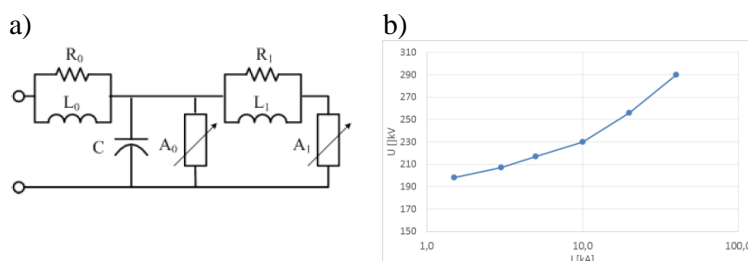 a)
R₀
L₀
C
A₀
R₁
L₁
A₁
b)
310
290
270
250
230
210
190
170
150
U []kV
1,0
10,0
100,0
I [kA]